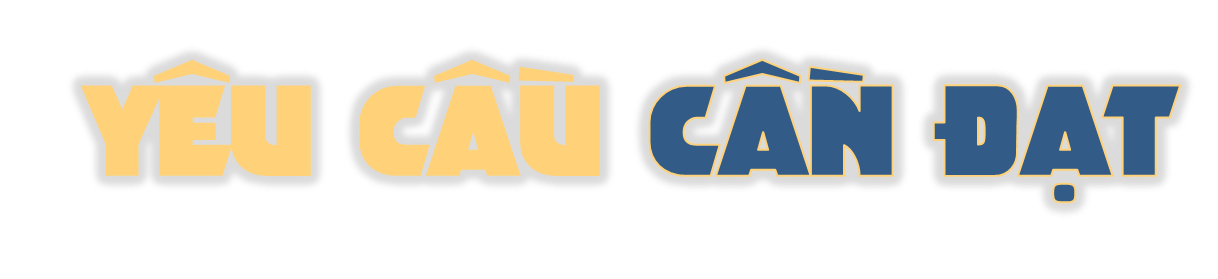 YÊU CẦU CẦN ĐẠT